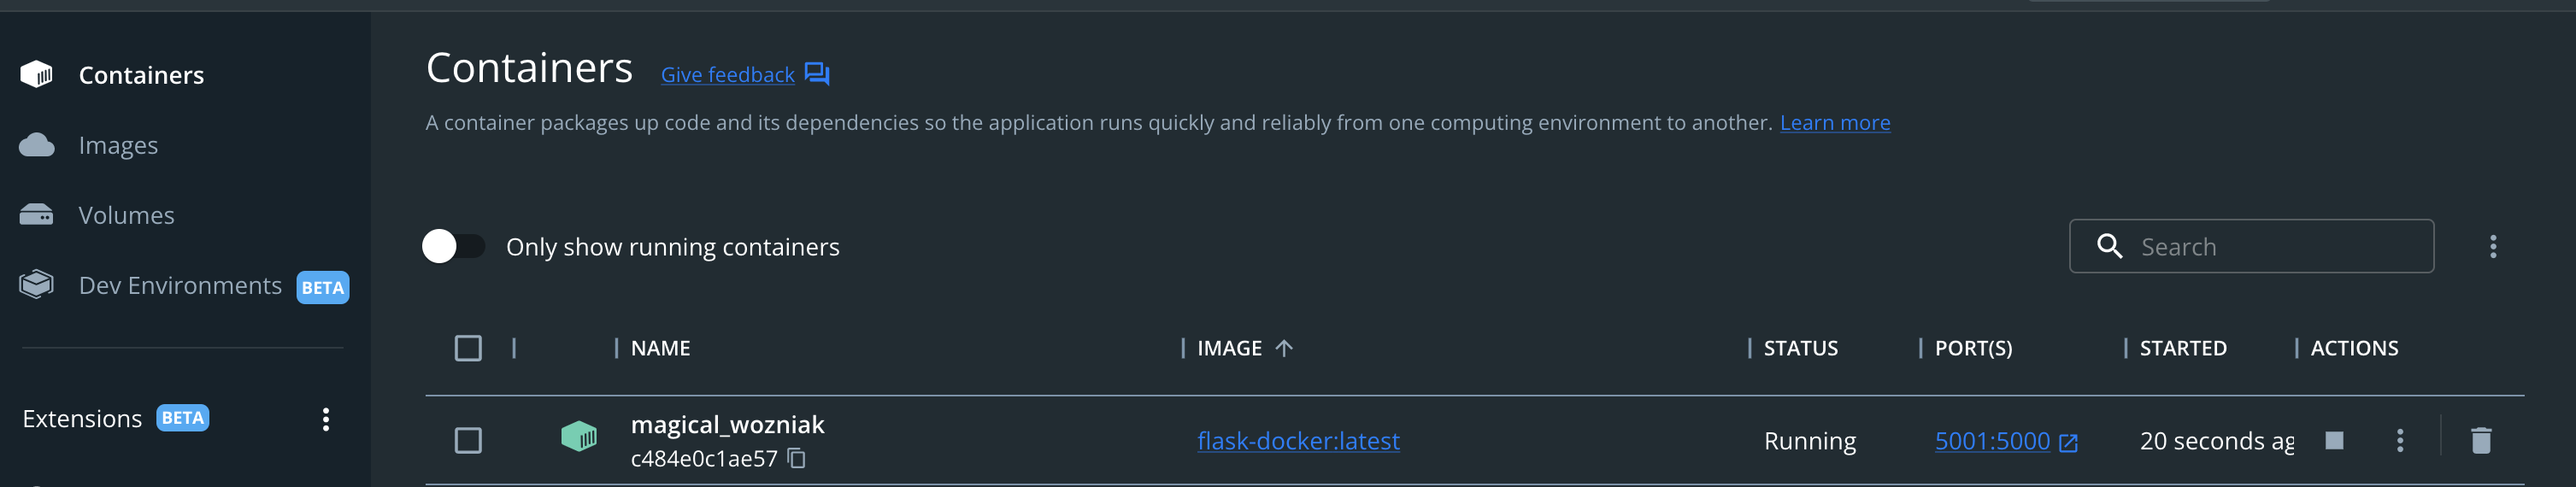 Containers
Images
Volumes
Dev Environments BETA
Extensions BETA
Containers Give feedback
A container packages up code and its dependencies so the application runs quickly and reliably from one computing environment to another. Learn more
Only show running containers
Search
NAME IMAGE STATUS PORT(S) STARTED ACTIONS
magical_wozniak
c484e0c1ae57
flask-docker:latest
Running
5001:5000
20 seconds ag